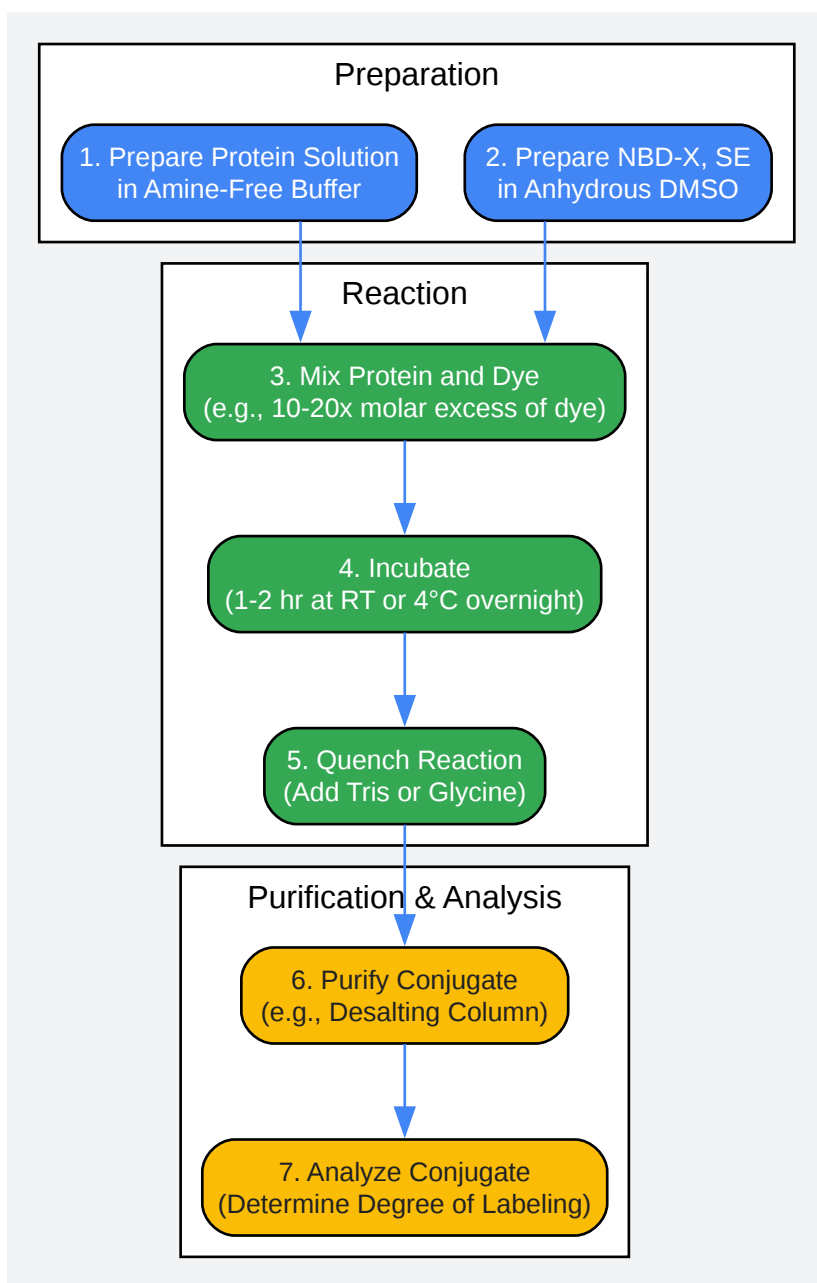 Preparation
1. Prepare Protein Solution
in Amine-Free Buffer
2. Prepare NBD-X, SE
in Anhydrous DMSO
Reaction
3. Mix Protein and Dye
(e.g., 10-20x molar excess of dye)
4. Incubate
(1-2 hr at RT or 4°C overnight)
5. Quench Reaction
(Add Tris or Glycine)
Purification & Analysis
6. Purify Conjugate
(e.g., Desalting Column)
7. Analyze Conjugate
(Determine Degree of Labeling)